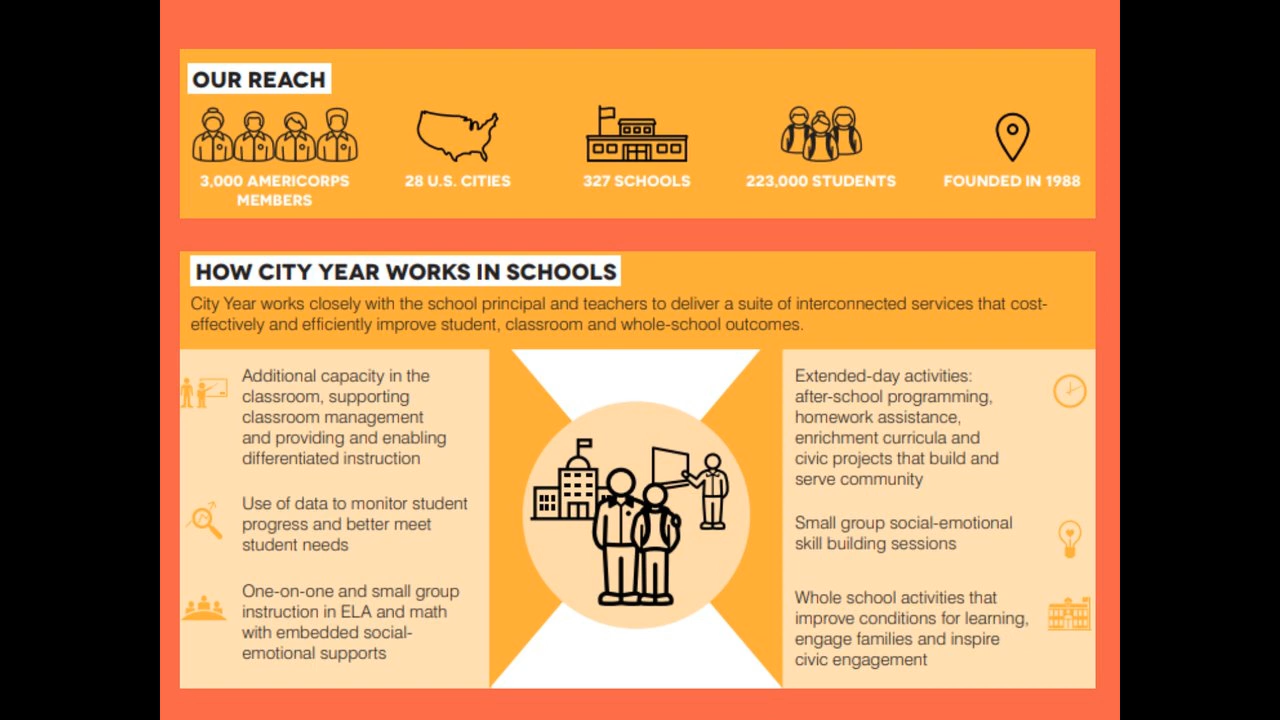 OUR REACH
3,000 AMERICORPS
MEMBERS
28 U.S. CITIES
327 SCHOOLS
223,000 STUDENTS
FOUNDED IN 1988
HOW CITY YEAR WORKS IN SCHOOLS
City Year works closely with the school principal and teachers to deliver a suite of interconnected services that cost-
effectively and efficiently improve student, classroom and whole-school outcomes.
Additional capacity in the
classroom, supporting
classroom management
and providing and enabling
differentiated instruction
Use of data to monitor student
progress and better meet
student needs
One-on-one and small group
instruction in ELA and math
with embedded social-
emotional supports
Extended-day activities:
after-school programming,
homework assistance,
enrichment curricula and
civic projects that build and
serve community
Small group social-emotional
skill building sessions
Whole school activities that
improve conditions for learning,
engage families and inspire
civic engagement